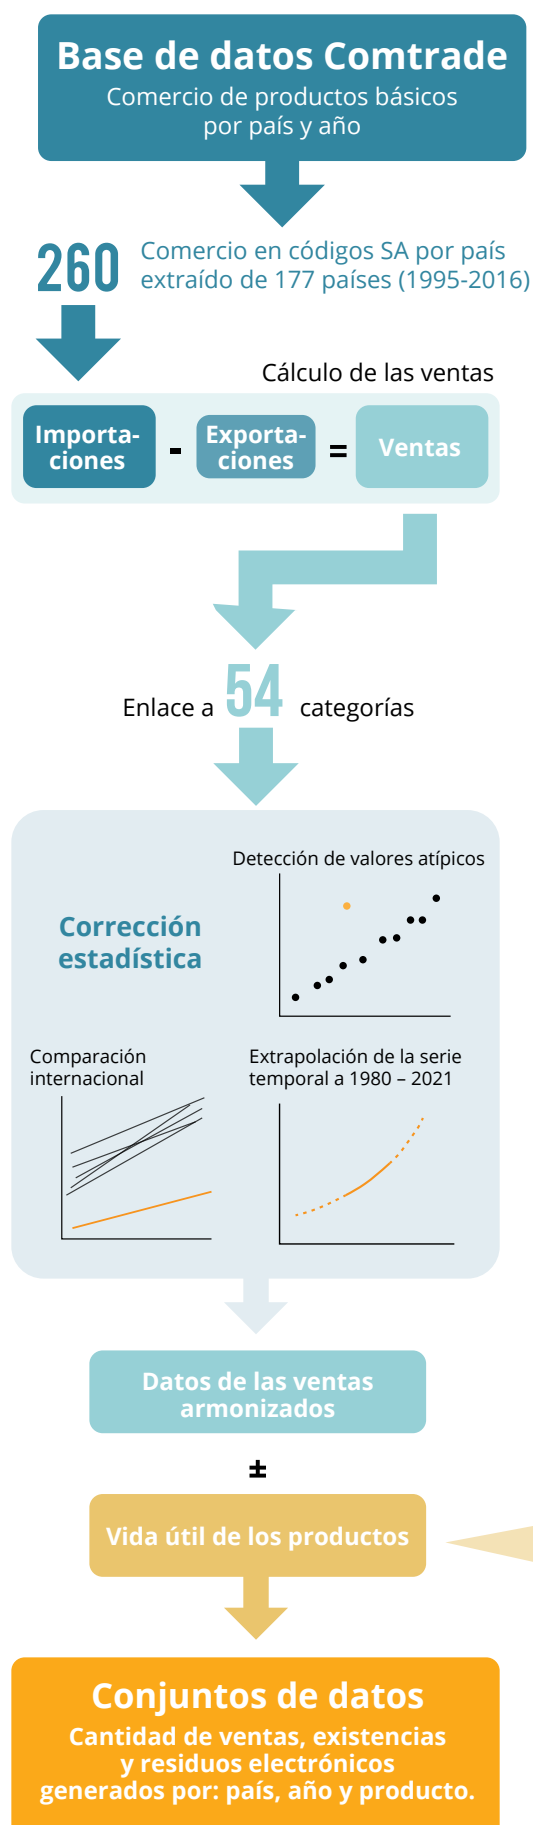 Base de datos Comtrade
Comercio de productos básicos
por país y año
260
Comercio en códigos SA por país
extraído de 177 países (1995-2016)
Cálculo de las ventas
Importa-
ciones
-
Exporta-
ciones
=
Ventas
Enlace a 54 categorías
Detección de valores atípicos
Corrección
estadística
Comparación
internacional
Extrapolación de la serie
temporal a 1980 – 2021
Datos de las ventas
armonizados
±
Vida útil de los productos
Conjuntos de datos
Cantidad de ventas, existencias
y residuos electrónicos
generados por: país, año y producto.